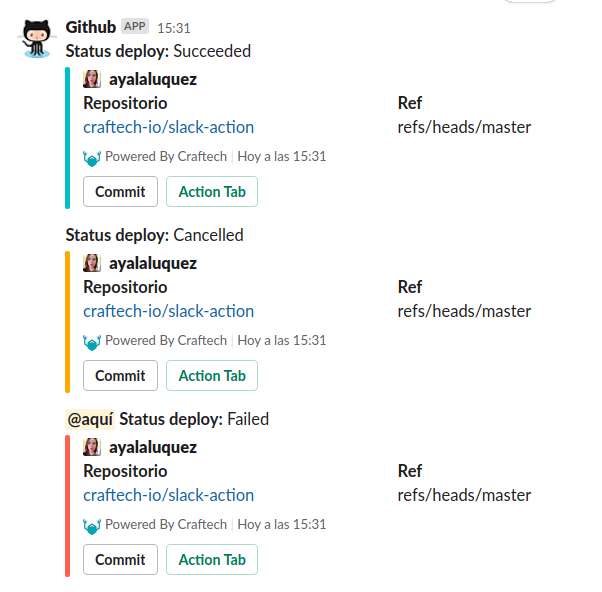 Github APP 15:31
Status deploy: Succeeded
ayalaluquez
Repositorio Ref
craftech-io/slack-action refs/heads/master
Powered By Craftech | Hoy a las 15:31
Commit Action Tab
Status deploy: Cancelled
ayalaluquez
Repositorio Ref
craftech-io/slack-action refs/heads/master
Powered By Craftech | Hoy a las 15:31
Commit Action Tab
@aquí Status deploy: Failed
ayalaluquez
Repositorio Ref
craftech-io/slack-action refs/heads/master
Powered By Craftech | Hoy a las 15:31
Commit Action Tab